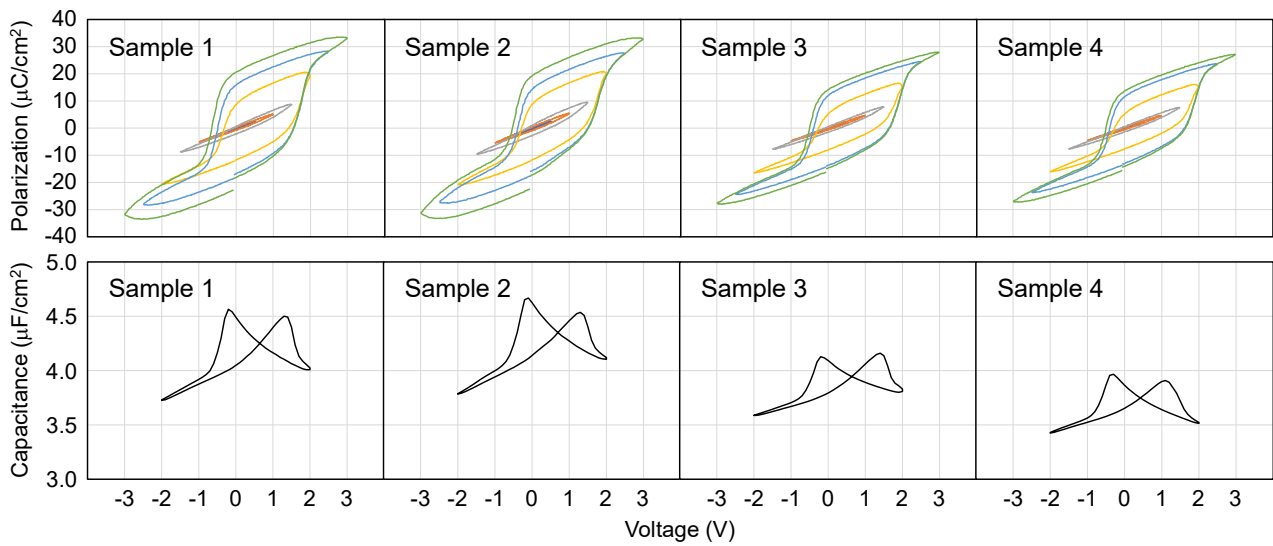 Polarization (μC/cm²)
40
30
20
10
0
-10
-20
-30
-40
Sample 1
Sample 2
Sample 3
Sample 4
Capacitance (μF/cm²)
5.0
4.5
4.0
3.5
3.0
Sample 1
Sample 2
Sample 3
Sample 4
-3 -2 -1 0 1 2 3 -3 -2 -1 0 1 2 3 -3 -2 -1 0 1 2 3 -3 -2 -1 0 1 2 3
Voltage (V)